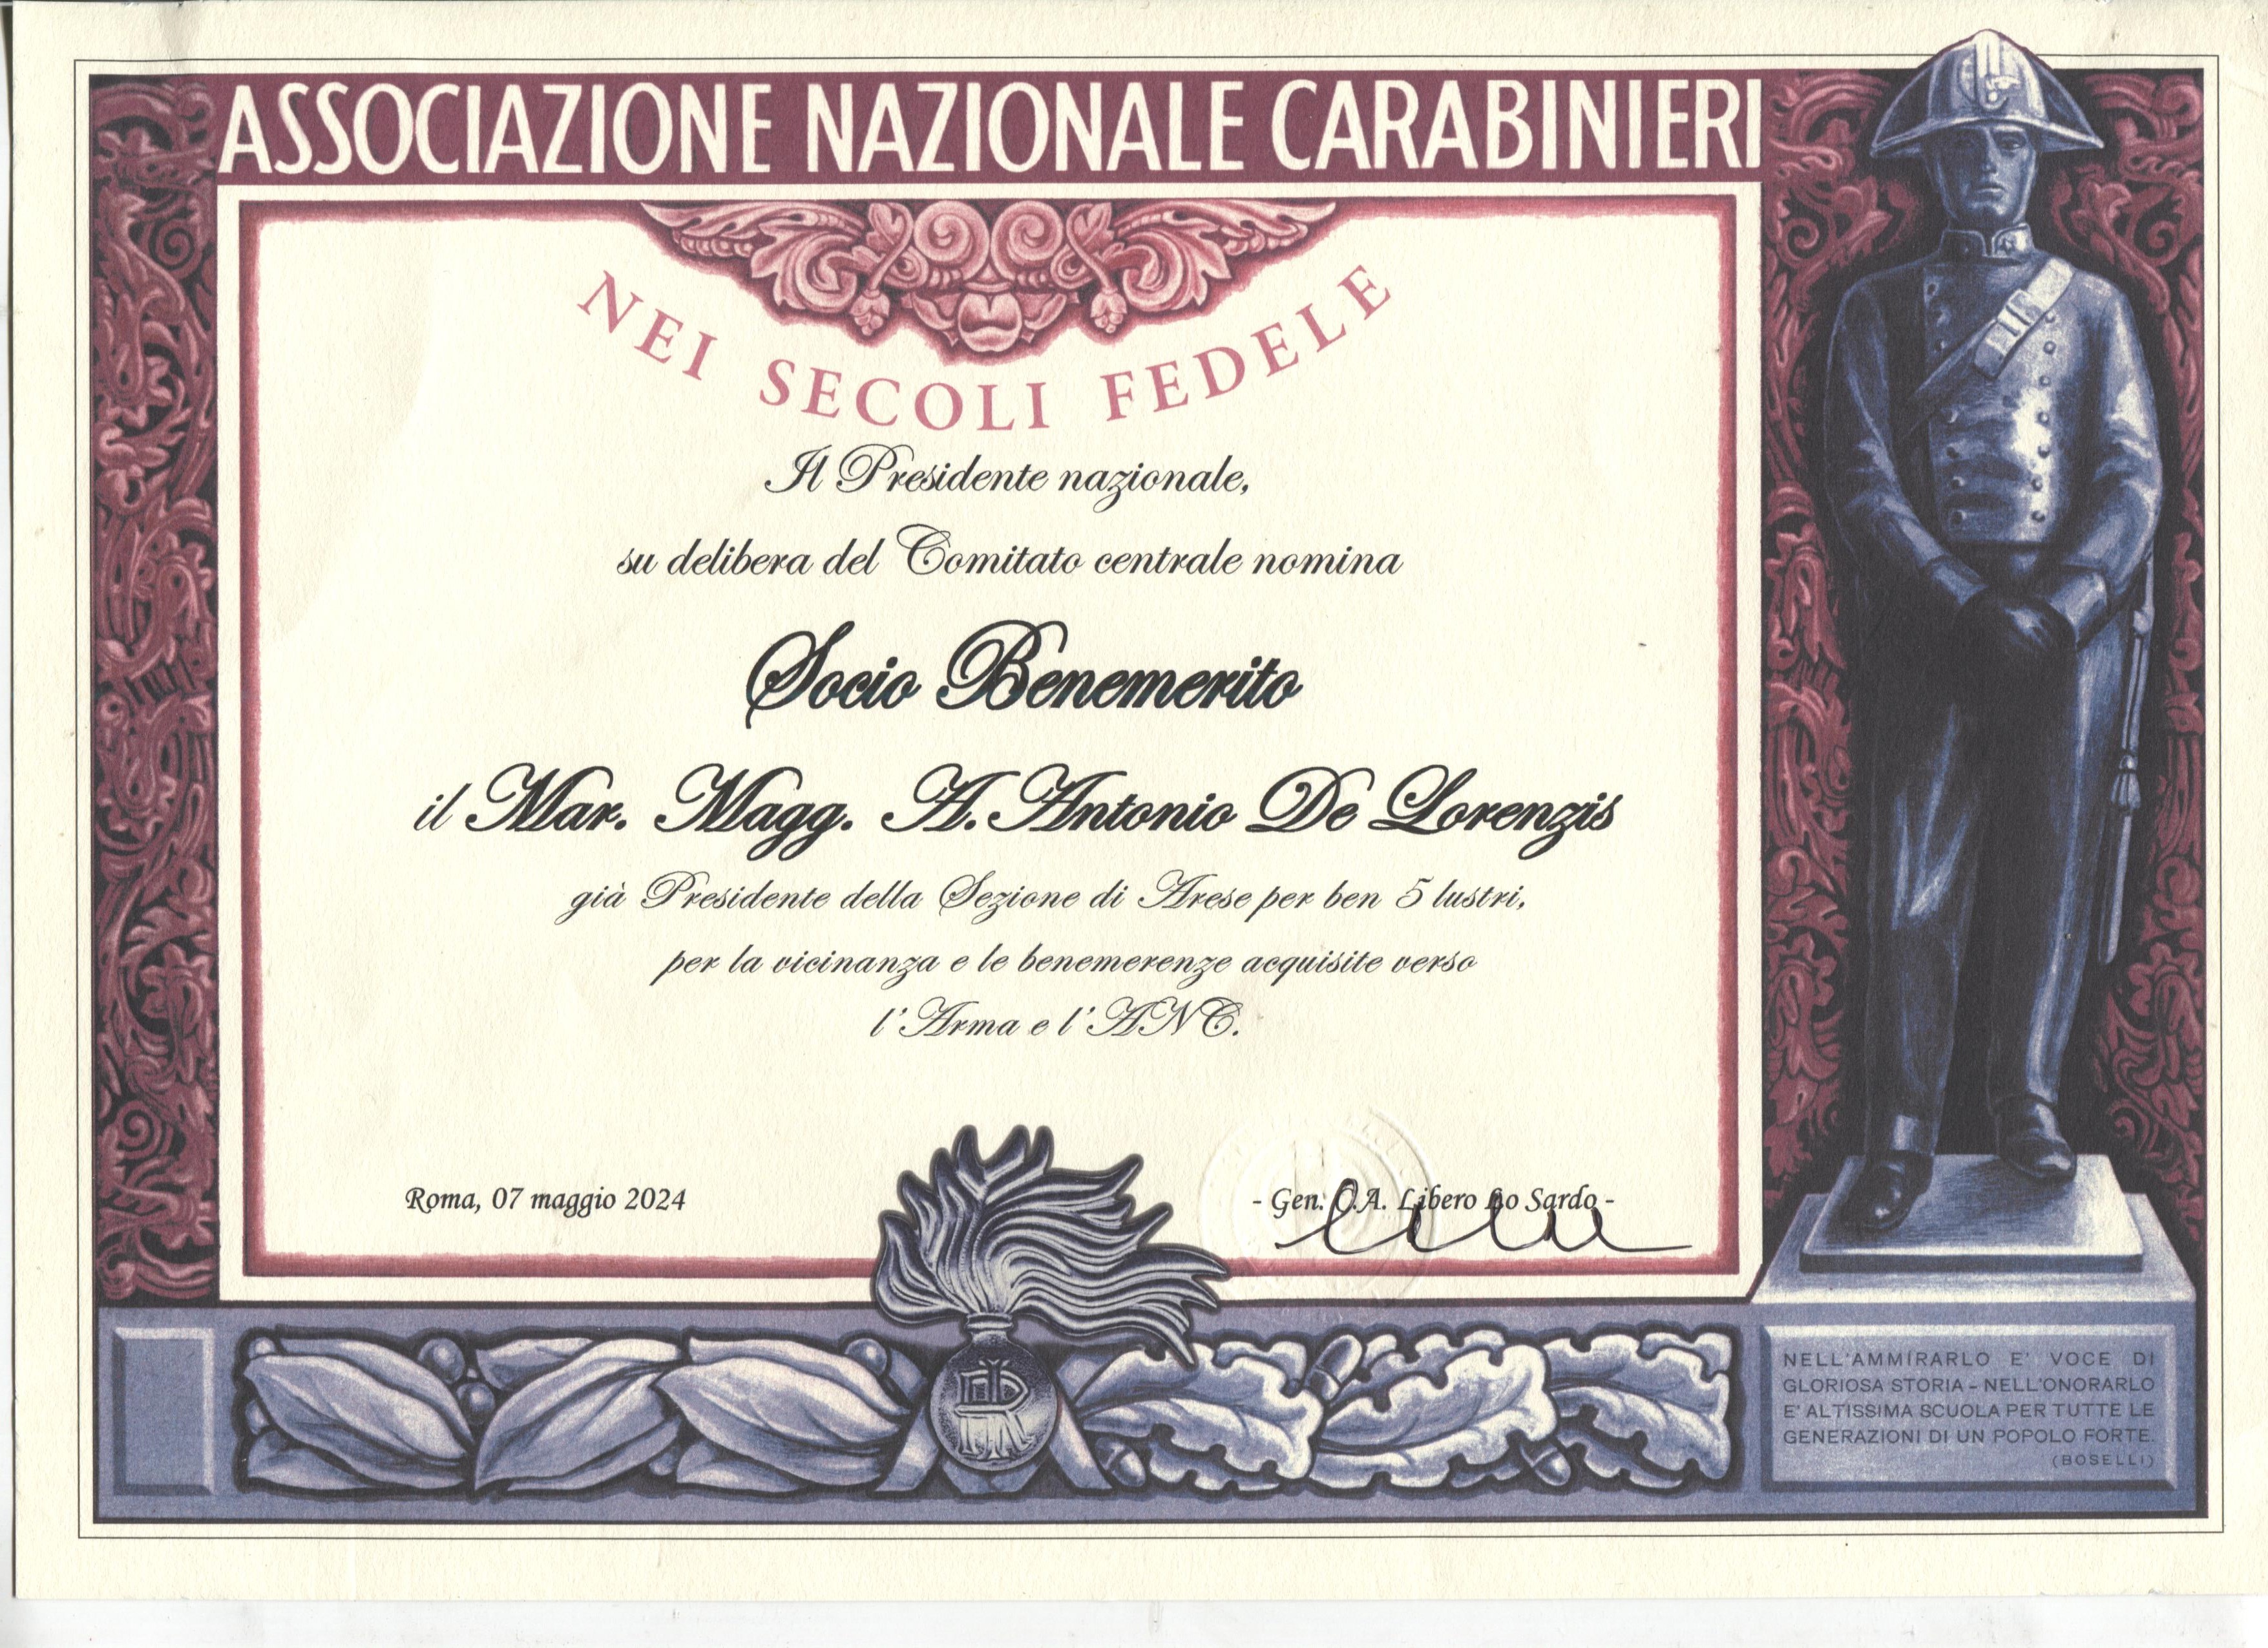 ASSOCIAZIONE NAZIONALE CARABINIERI
NEI SECOLI FEDELE
Il Presidente nazionale,
su delibera del Comitato centrale nomina
Socio Benemerito
il Mar. Magg. A. Antonio De Lorenzis
già Presidente della Sezione di Arese per ben 5 lustri,
per la vicinanza e le benemerenze acquisite verso
l'Arma e l'ANC.
Roma, 07 maggio 2024
- Gen. C.A. Libero Lo Sardo -
NELL'AMMIRARLO E' VOCE DI
GLORIOSA STORIA - NELL'ONORARLO
E' ALTISSIMA SCUOLA PER TUTTE LE
GENERAZIONI DI UN POPOLO FORTE.
(BOSELLI)